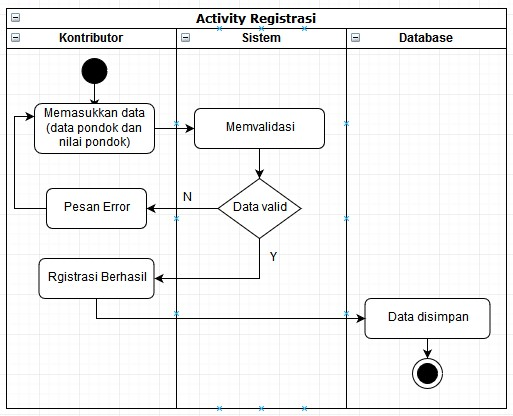 Activity Registrasi
Kontributor
Sistem
Database
Memasukkan data
(data pondok dan
nilai pondok)
Memvalidasi
Pesan Error
N
Data valid
Y
Rgistrasi Berhasil
Data disimpan